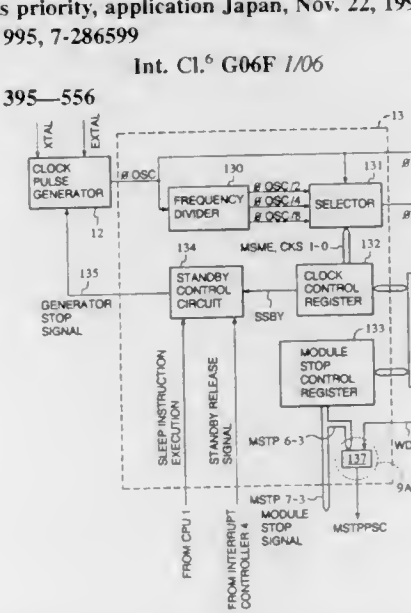 s priority, application Japan, Nov. 22, 199
995, 7-286599
Int. Cl.⁶ G06F 1/06
395—556
XTAL
EXTAL
13
CLOCK
PULSE
GENERATOR
12
ø OSC
130
FREQUENCY
DIVIDER
ø OSC/2
ø OSC/4
ø OSC/8
131
SELECTOR
ø
ø
MSME, CKS 1-0
135
GENERATOR
STOP
SIGNAL
134
STANDBY
CONTROL
CIRCUIT
SSBY
132
CLOCK
CONTROL
REGISTER
133
MODULE
STOP
CONTROL
REGISTER
SLEEP INSTRUCTION
EXECUTION
STANDBY RELEASE
SIGNAL
MSTP 6-3
137
WD
9A
MSTP 7-3
MODULE
STOP
SIGNAL
MSTPPSC
FROM CPU 1
FROM INTERRUPT
CONTROLLER 4